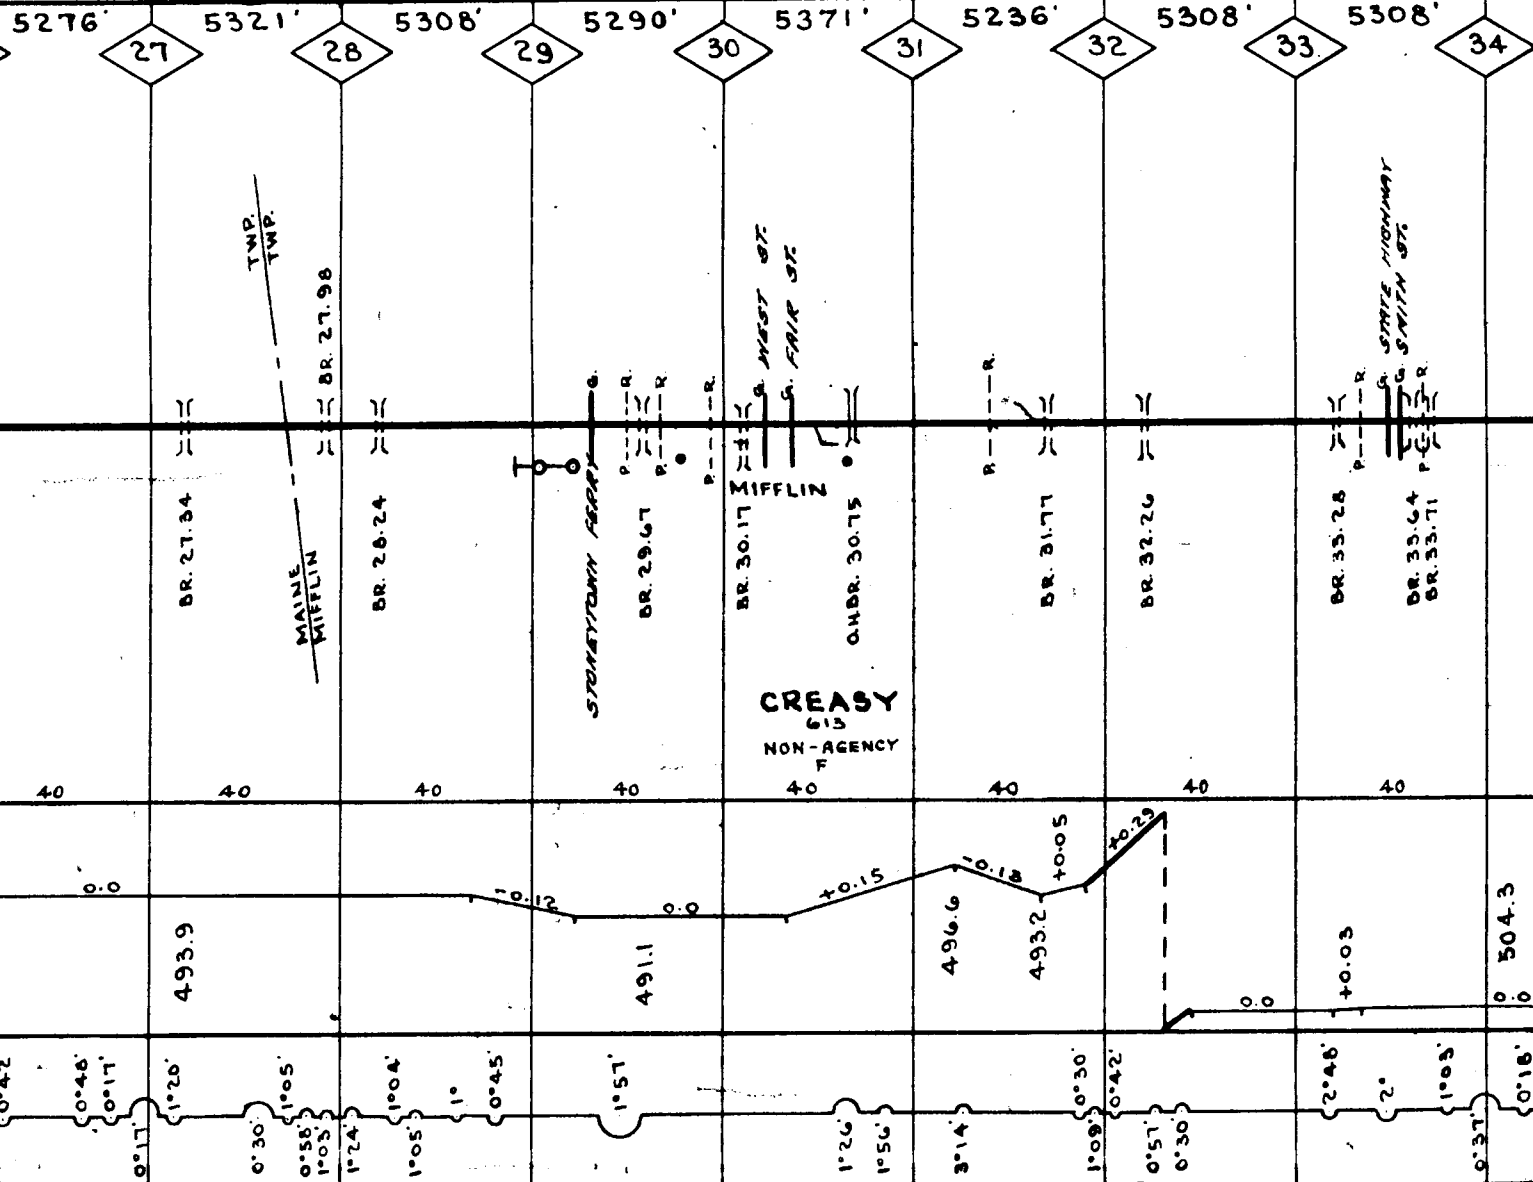 5276' 5321' 5308' 5290' 5371' 5236' 5308' 5308'
27 28 29 30 31 32 33 34
TWP.
TWP.
MAINE
MIFFLIN
BR. 27.34
BR. 27.98
BR. 28.24
G.
STONEYTOWN FERRY
P. R.
BR. 29.67
P. R.
P. R.
BR. 30.17
G. WEST ST.
G. FAIR ST.
MIFFLIN
O.H.BR. 30.75
P. R.
BR. 31.77
BR. 32.26
BR. 33.28
P. R.
G. STATE HIGHWAY
G. SMITH ST.
P. R.
BR. 33.64
BR. 33.71
CREASY
613
NON-AGENCY
F
40 40 40 40 40 40 40 40
0.0 -0.12 0.0 +0.15 -0.18 +0.05 +0.29 0.0 +0.03 0.0
493.9 491.1 496.6 493.2 504.3
0°42' 0°48' 0°17' 1°20' 1°05' 1°04' 1° 0°45' 1°57' 0°30' 0°42' 2°48' 2° 1°03' 0°18'
0°17' 0°30' 0°58' 1°03' 1°24' 1°05' 1°26' 1°56' 3°14' 1°09' 0°57' 0°30' 0°37'